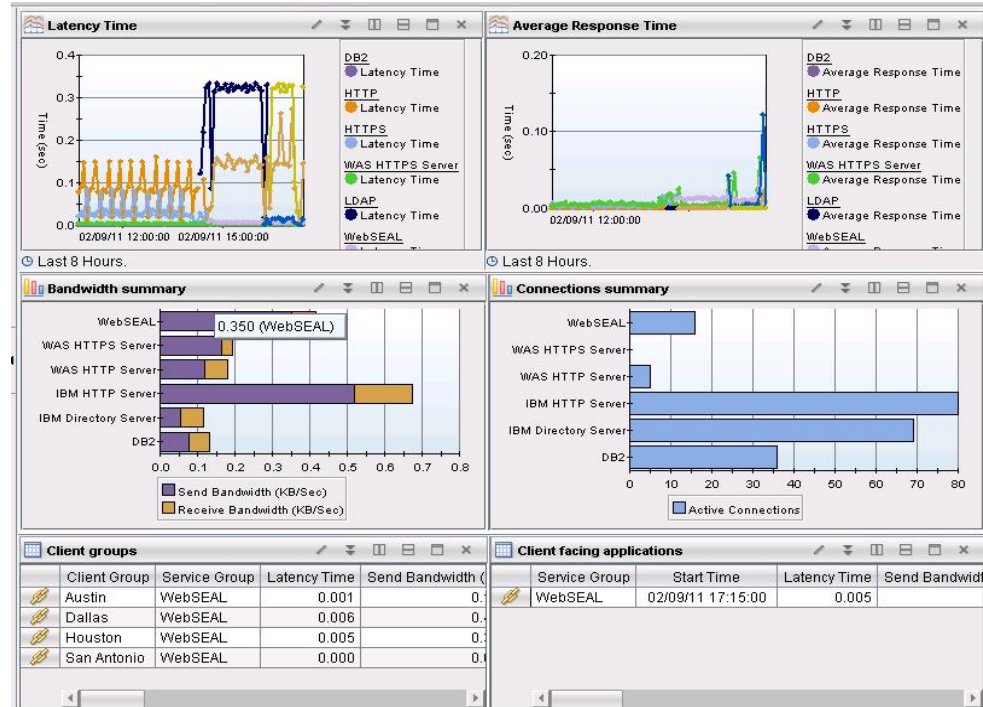 Latency Time
0.4
0.3
0.2
0.1
0.0
Time (sec)
02/09/11 12:00:00 02/09/11 15:00:00
DB2
Latency Time
HTTP
Latency Time
HTTPS
Latency Time
WAS HTTPS Server
Latency Time
LDAP
Latency Time
WebSEAL
Last 8 Hours.
Average Response Time
0.20
0.10
0.00
Time (sec)
02/09/11 12:00:00
DB2
Average Response Time
HTTP
Average Response Time
HTTPS
Average Response Time
WAS HTTPS Server
Average Response Time
LDAP
Average Response Time
WebSEAL
Last 8 Hours.
Bandwidth summary
WebSEAL
0.350 (WebSEAL)
WAS HTTPS Server
WAS HTTP Server
IBM HTTP Server
IBM Directory Server
DB2
0.0 0.1 0.2 0.3 0.4 0.5 0.6 0.7 0.8
Send Bandwidth (KB/Sec)
Receive Bandwidth (KB/Sec)
Connections summary
WebSEAL
WAS HTTPS Server
WAS HTTP Server
IBM HTTP Server
IBM Directory Server
DB2
0 10 20 30 40 50 60 70 80
Active Connections
Client groups
Client Group Service Group Latency Time Send Bandwidth (
Austin WebSEAL 0.001
Dallas WebSEAL 0.006
Houston WebSEAL 0.005
San Antonio WebSEAL 0.000
Client facing applications
Service Group Start Time Latency Time Send Bandwidt
WebSEAL 02/09/11 17:15:00 0.005